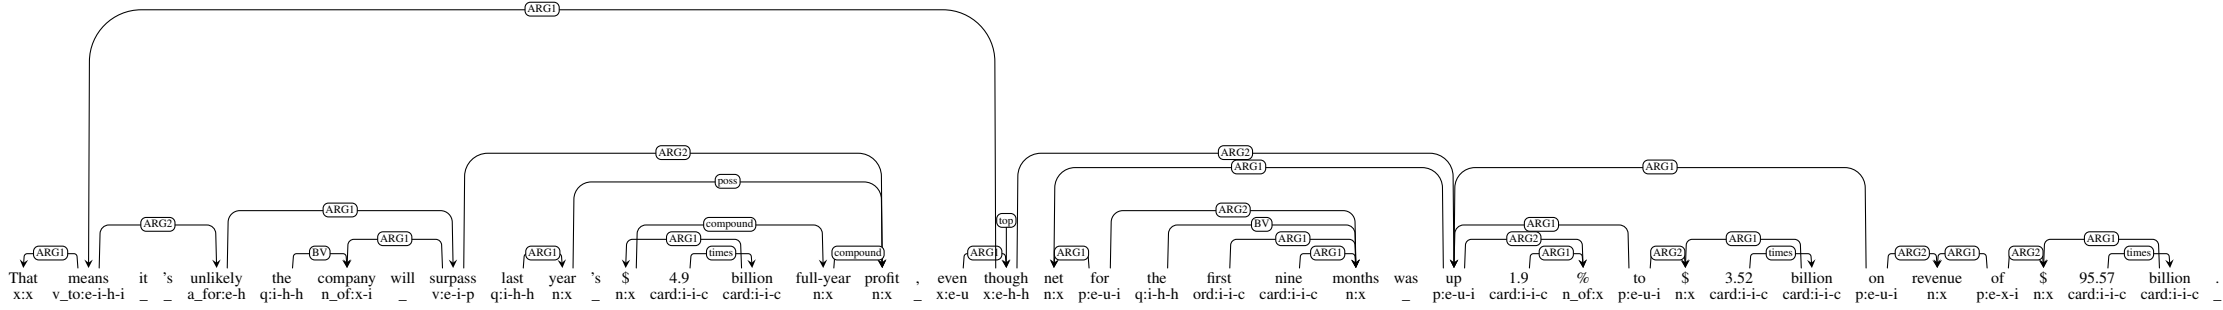 ARG1
ARG2 ARG2
ARG1 ARG1
poss
ARG1 ARG2 top
ARG2 compound BV ARG1 ARG1
BV ARG1 ARG1 ARG1 ARG2 ARG1 ARG1
ARG1 ARG1 times compound ARG1 ARG1 ARG1 ARG1 ARG2 times ARG2 ARG1 ARG2 times
That means it 's unlikely the company will surpass last year 's $ 4.9 billion full-year profit , even though net for the first nine months was up 1.9 % to $ 3.52 billion on revenue of $ 95.57 billion .
x:x v_to:e-i-h-i _ _ a_for:e-h q:i-h-h n_of:x-i _ v:e-i-p q:i-h-h n:x _ n:x card:i-i-c card:i-i-c n:x n:x _ x:e-u x:e-h-h n:x p:e-u-i q:i-h-h ord:i-i-c card:i-i-c n:x _ p:e-u-i card:i-i-c n_of:x p:e-u-i n:x card:i-i-c card:i-i-c p:e-u-i n:x p:e-x-i n:x card:i-i-c card:i-i-c _